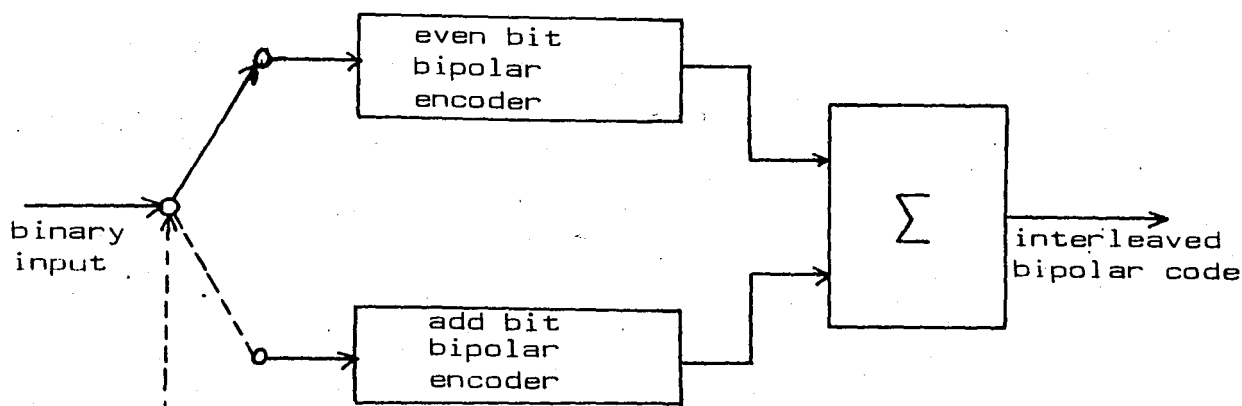 even bit
bipolar
encoder
binary
input
Σ
interleaved
bipolar code
add bit
bipolar
encoder